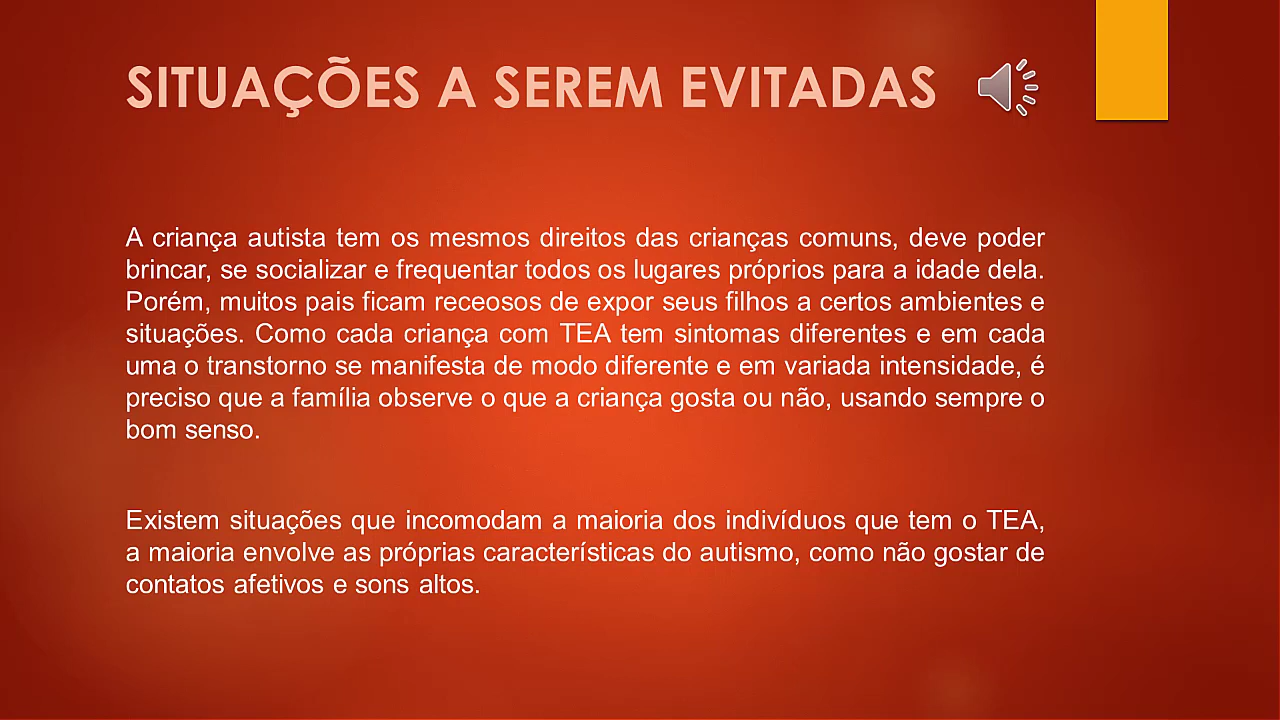 SITUAÇÕES A SEREM EVITADAS
A criança autista tem os mesmos direitos das crianças comuns, deve poder
brincar, se socializar e frequentar todos os lugares próprios para a idade dela.
Porém, muitos pais ficam receosos de expor seus filhos a certos ambientes e
situações. Como cada criança com TEA tem sintomas diferentes e em cada
uma o transtorno se manifesta de modo diferente e em variada intensidade, é
preciso que a família observe o que a criança gosta ou não, usando sempre o
bom senso.
Existem situações que incomodam a maioria dos indivíduos que tem o TEA,
a maioria envolve as próprias características do autismo, como não gostar de
contatos afetivos e sons altos.